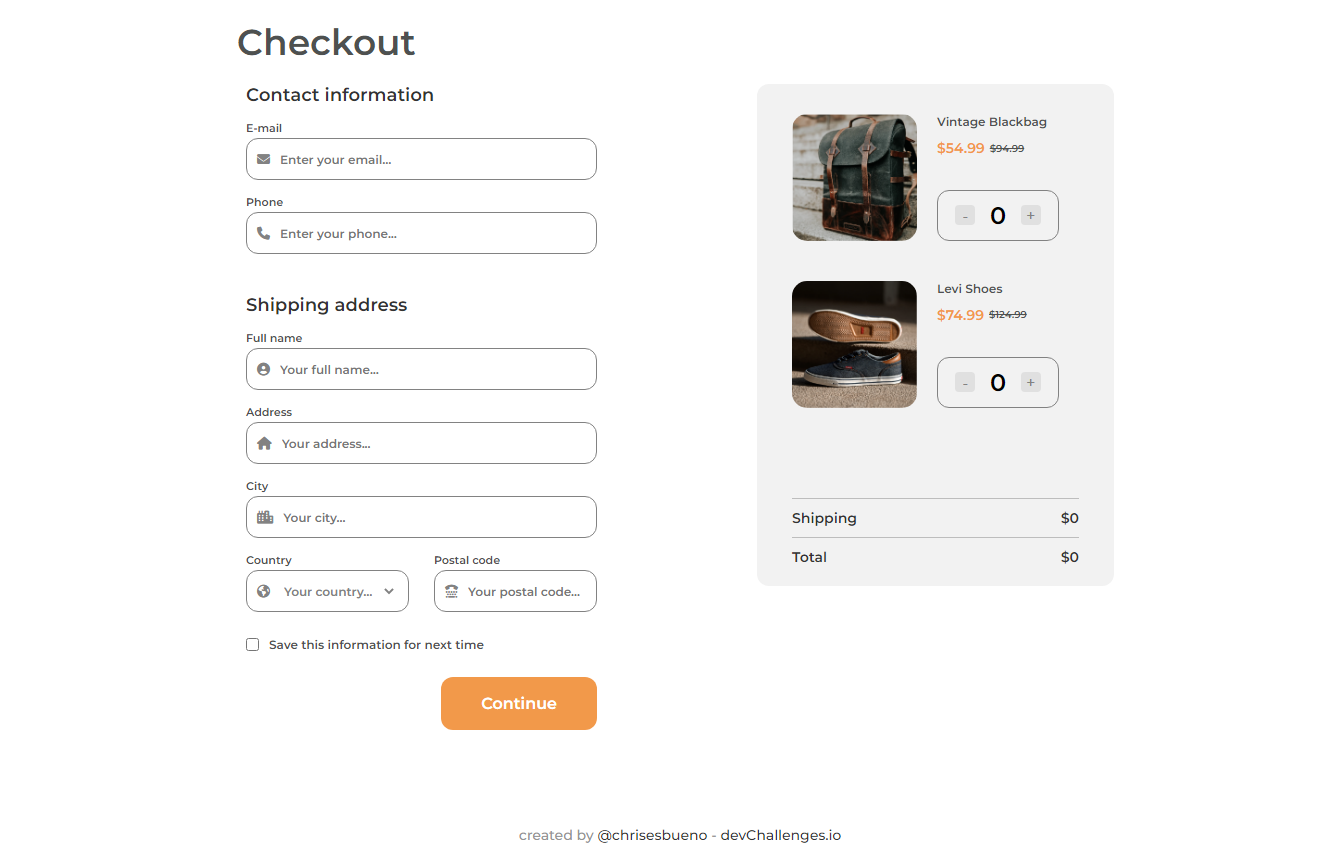 Checkout
Contact information
E-mail
Enter your email...
Phone
Enter your phone...
Shipping address
Full name
Your full name...
Address
Your address...
City
Your city...
Country
Your country...
Postal code
Your postal code...
Save this information for next time
Continue
Vintage Blackbag
$54.99 $94.99
- 0 +
Levi Shoes
$74.99 $124.99
- 0 +
Shipping $0
Total $0
created by @chrisesbueno - devChallenges.io